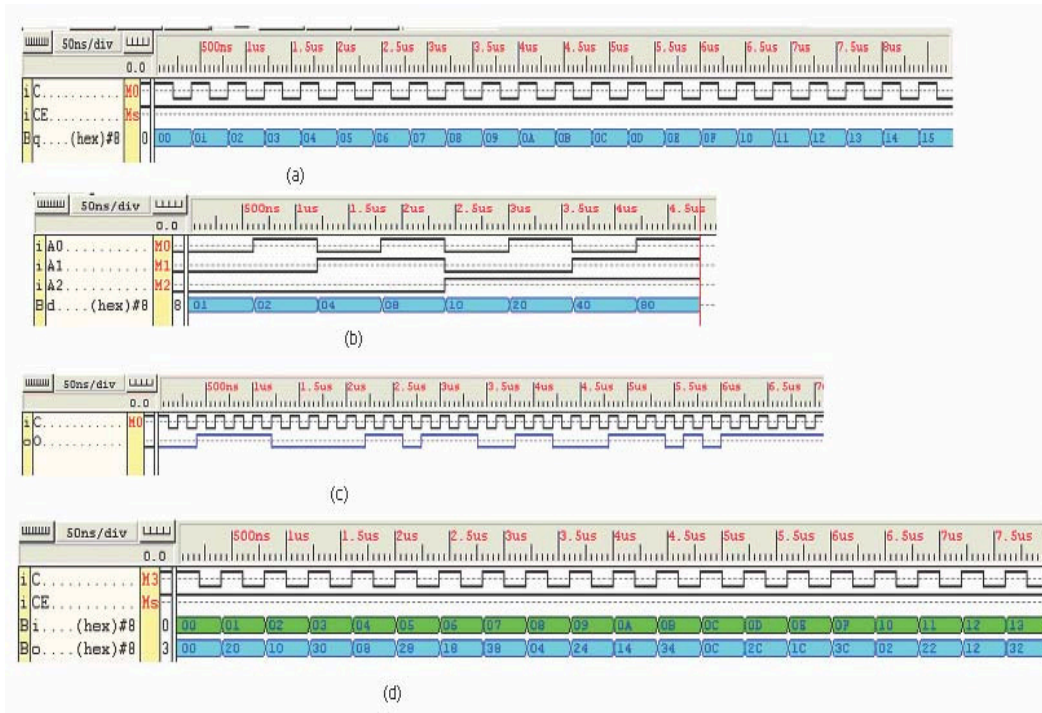 50ns/div 500ns 1us 1.5us 2us 2.5us 3us 3.5us 4us 4.5us 5us 5.5us 6us 6.5us 7us 7.5us 8us
0.0
i C.......... M0
i CE......... Ms
B q....(hex)#8 0 00 01 02 03 04 05 06 07 08 09 0A 0B 0C 0D 0E 0F 10 11 12 13 14 15
(a)
50ns/div 500ns 1us 1.5us 2us 2.5us 3us 3.5us 4us 4.5us
0.0
i A0.......... M0
i A1.......... M1
i A2.......... M2
B d....(hex)#8 8 01 02 04 08 10 20 40 80
(b)
50ns/div 500ns 1us 1.5us 2us 2.5us 3us 3.5us 4us 4.5us 5us 5.5us 6us 6.5us
0.0
i C.......... M0
o O..........
(c)
50ns/div 500ns 1us 1.5us 2us 2.5us 3us 3.5us 4us 4.5us 5us 5.5us 6us 6.5us 7us 7.5us
0.0
i C.......... M3
i CE......... Ms
B i....(hex)#8 0 00 01 02 03 04 05 06 07 08 09 0A 0B 0C 0D 0E 0F 10 11 12 13
B o....(hex)#8 3 00 20 10 30 08 28 18 38 04 24 14 34 0C 2C 1C 3C 02 22 12 32
(d)